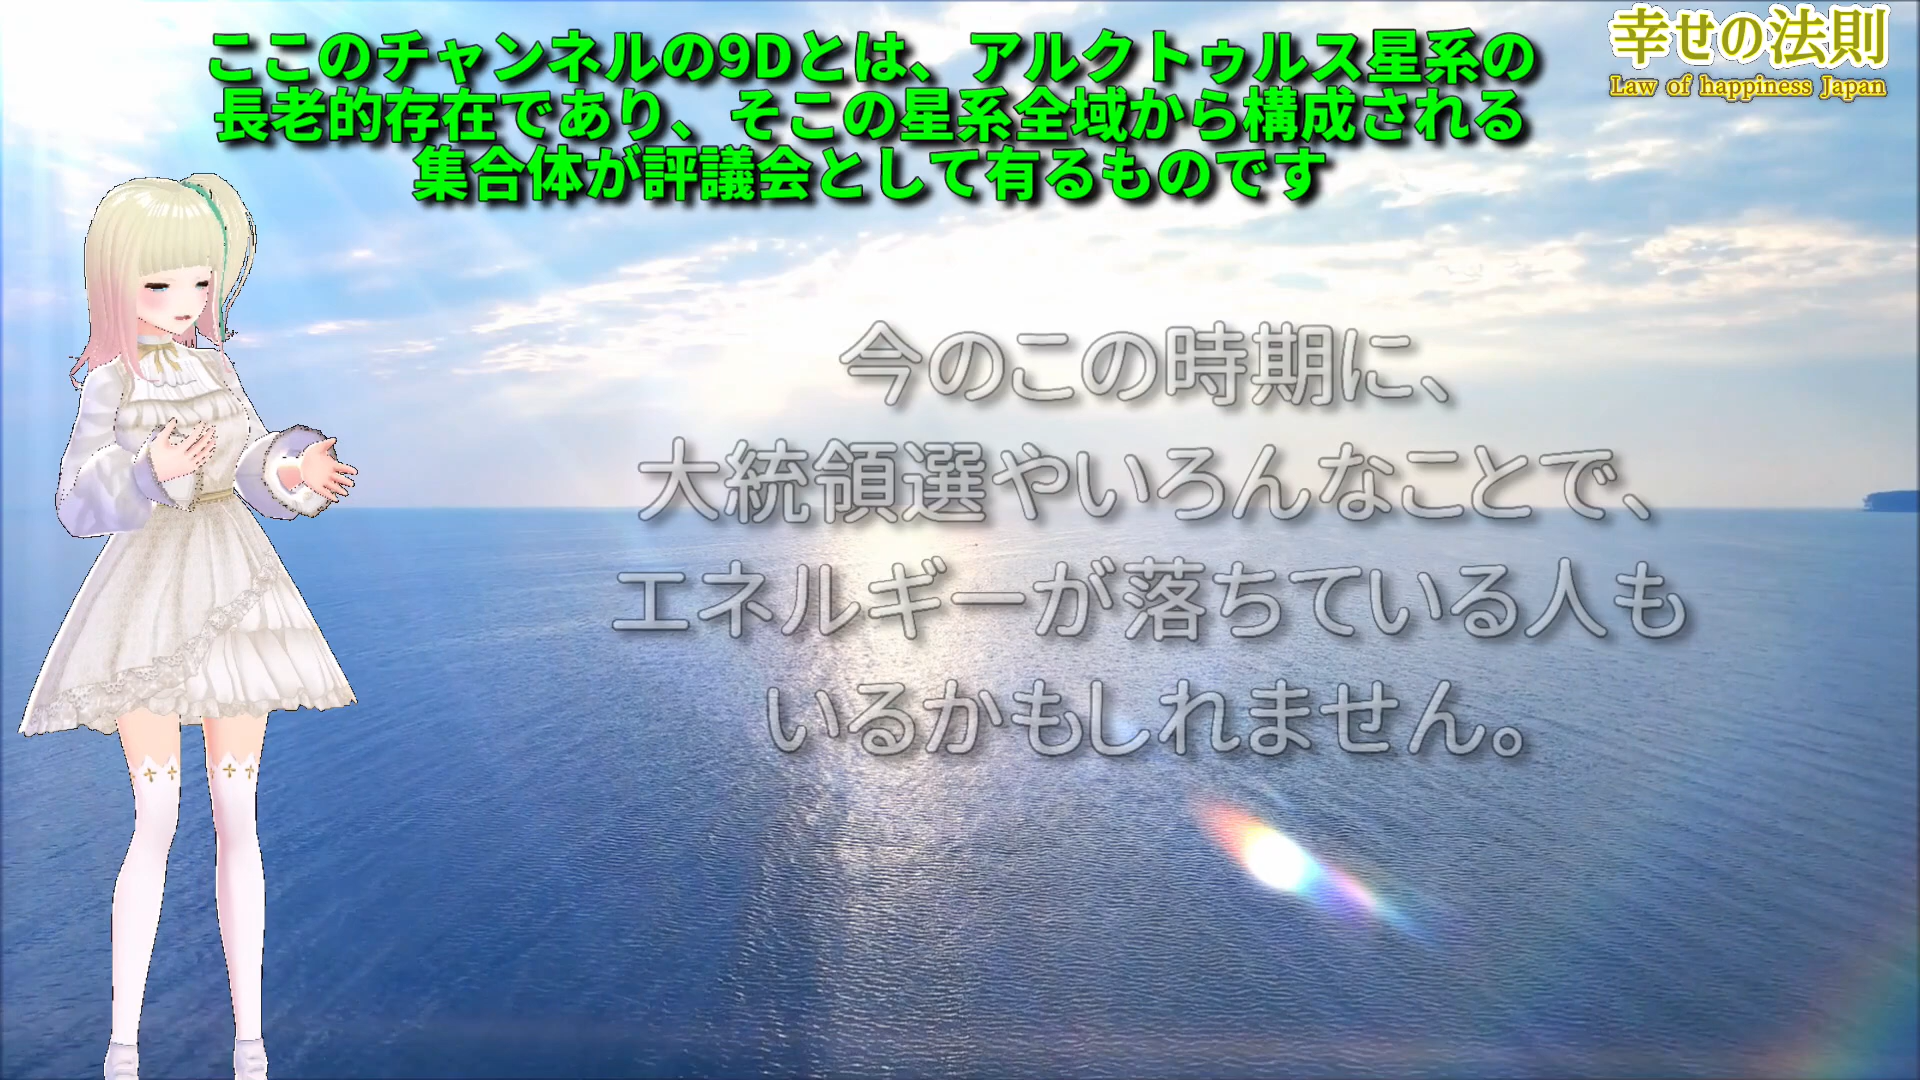 ここのチャンネルの9Dとは、アルクトゥルス星系の
長老的存在であり、そこの星系全域から構成される
集合体が評議会として有るものです
幸せの法則
Law of happiness Japan
今のこの時期に、
大統領選やいろんなことで、
エネルギーが落ちている人も
いるかもしれません。